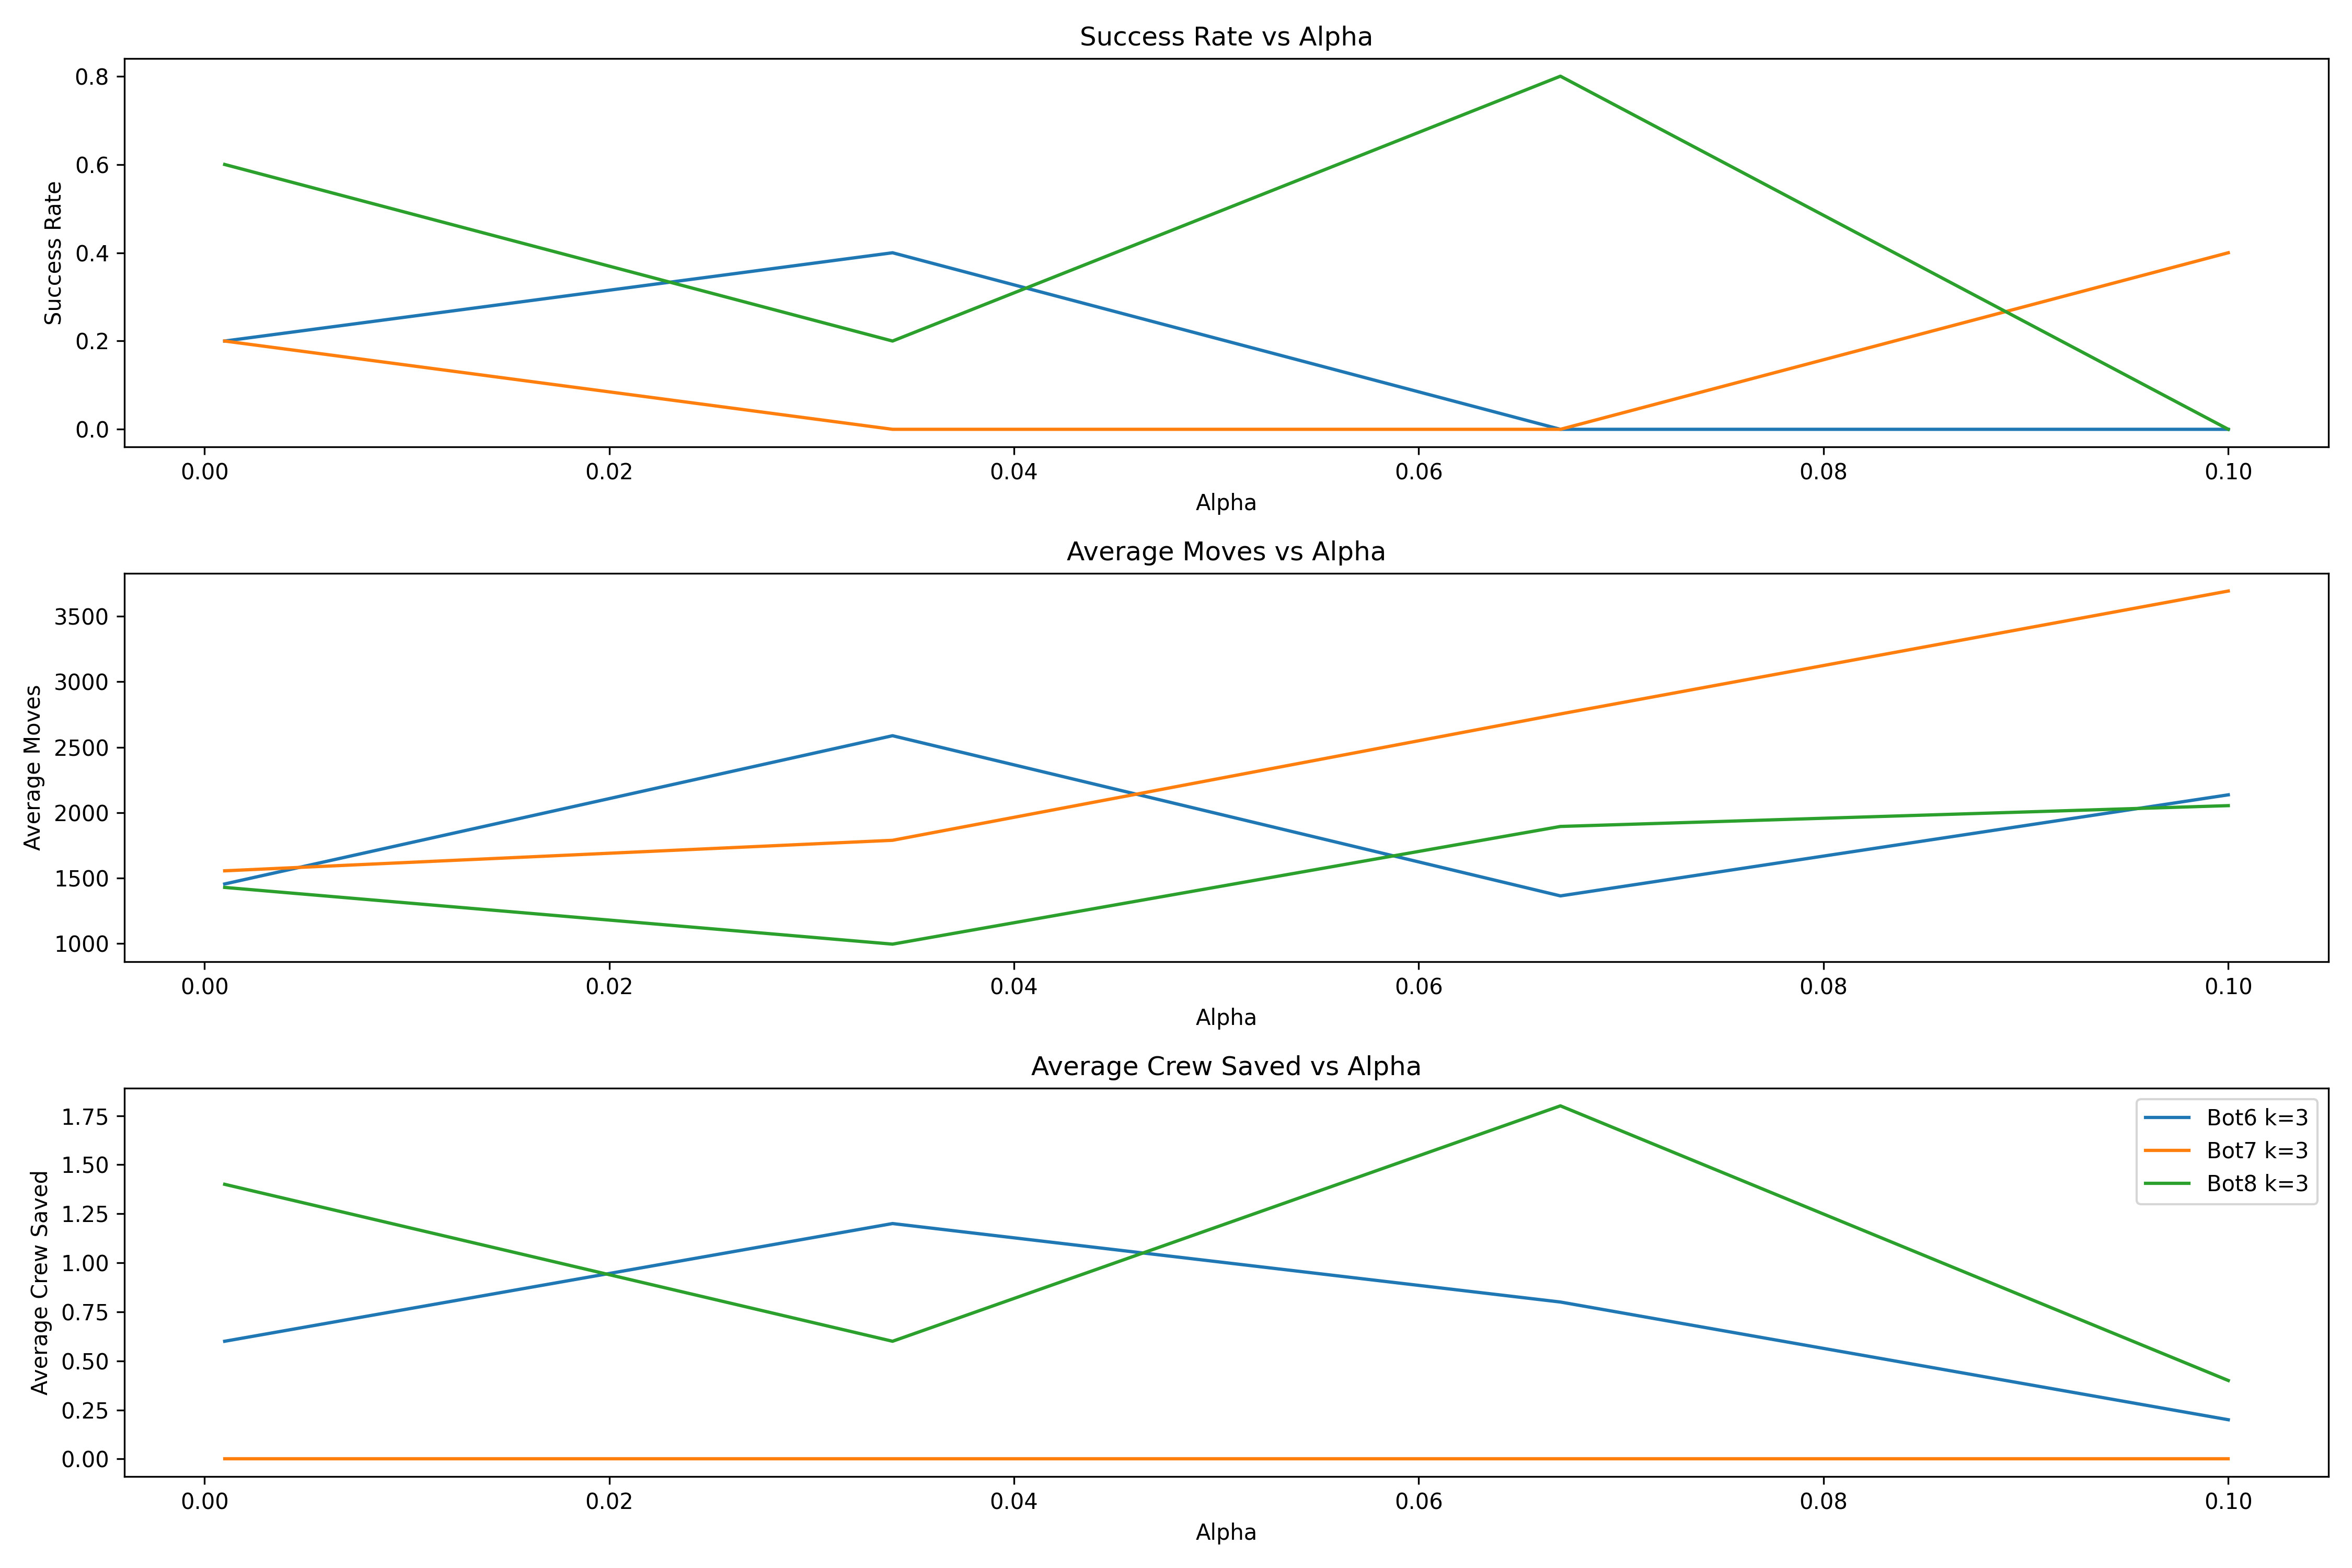 Success Rate vs Alpha
0.8
0.6
0.4
0.2
0.0
Success Rate
0.00 0.02 0.04 0.06 0.08 0.10
Alpha
Average Moves vs Alpha
3500
3000
2500
2000
1500
1000
Average Moves
0.00 0.02 0.04 0.06 0.08 0.10
Alpha
Average Crew Saved vs Alpha
1.75
1.50
1.25
1.00
0.75
0.50
0.25
0.00
Average Crew Saved
Bot6 k=3
Bot7 k=3
Bot8 k=3
0.00 0.02 0.04 0.06 0.08 0.10
Alpha